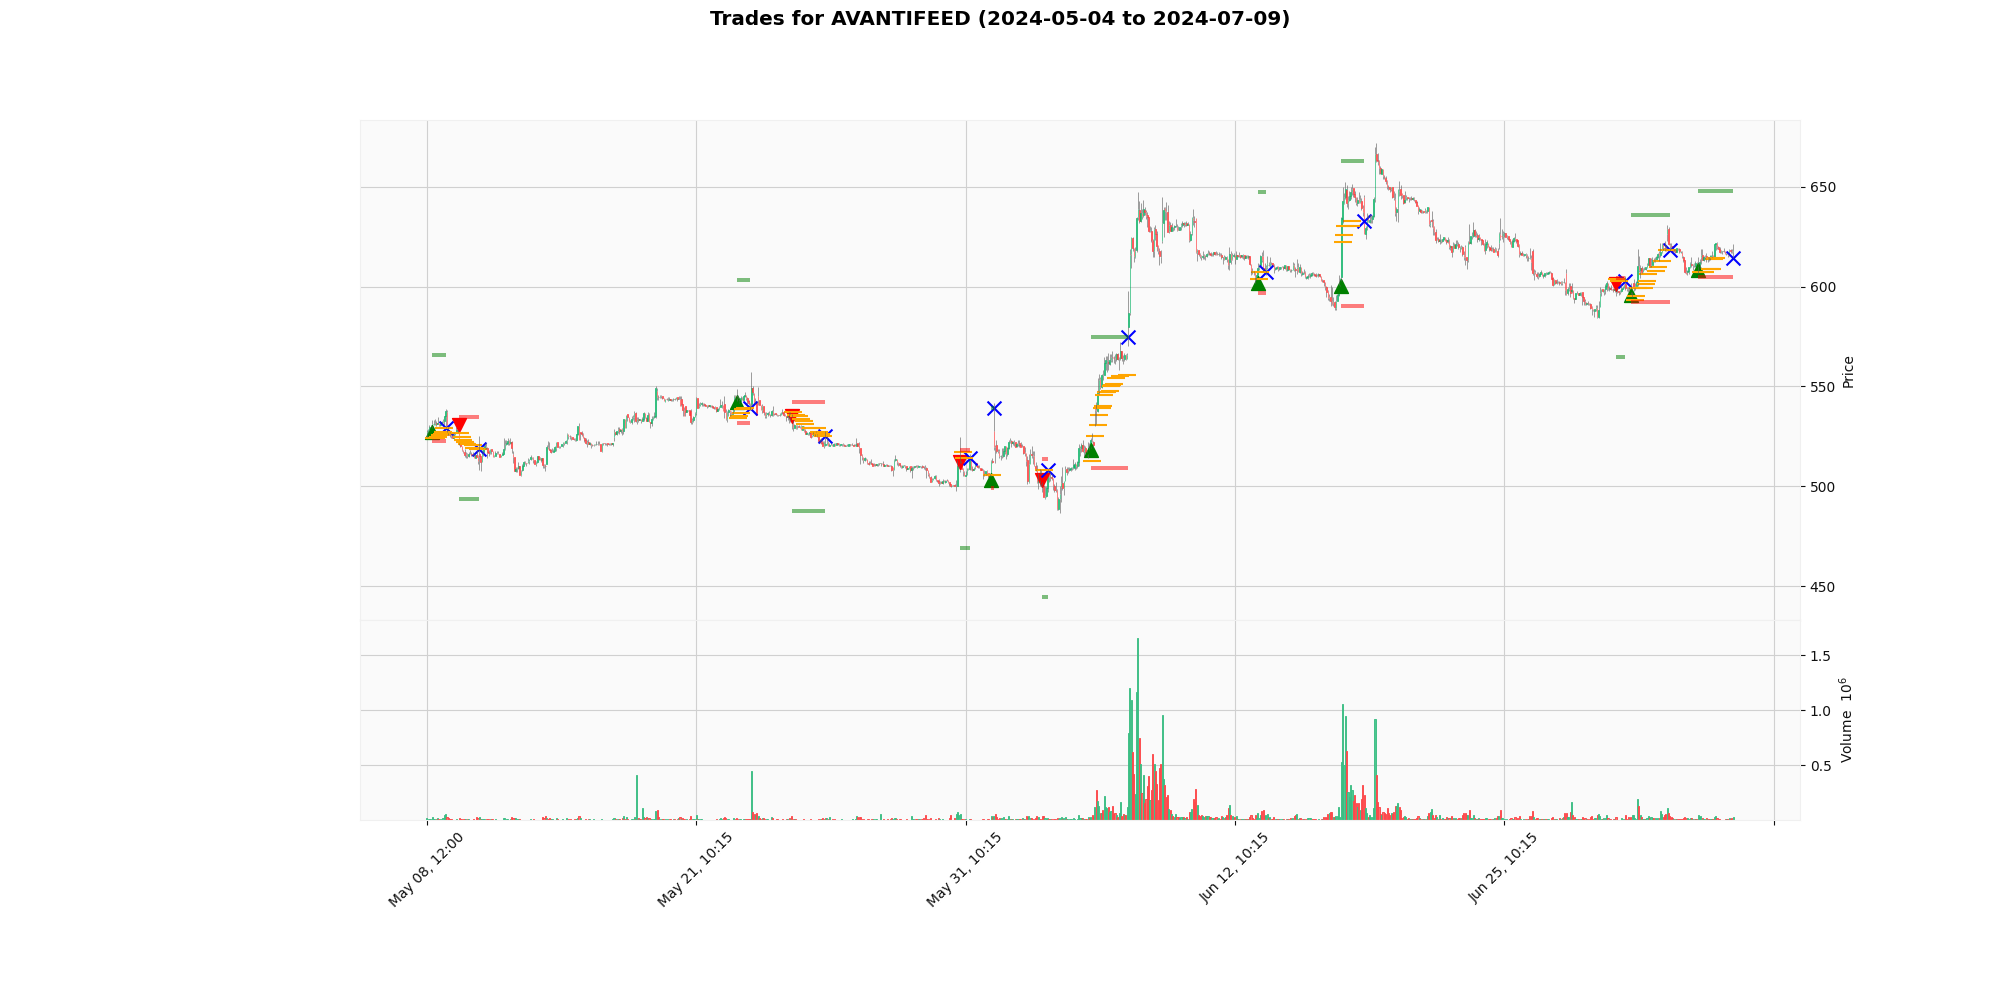 Trades for AVANTIFEED (2024-05-04 to 2024-07-09)
650
600
550
500
450
Price
1.5
1.0
0.5
Volume 10^6
May 08, 12:00
May 21, 10:15
May 31, 10:15
Jun 12, 10:15
Jun 25, 10:15